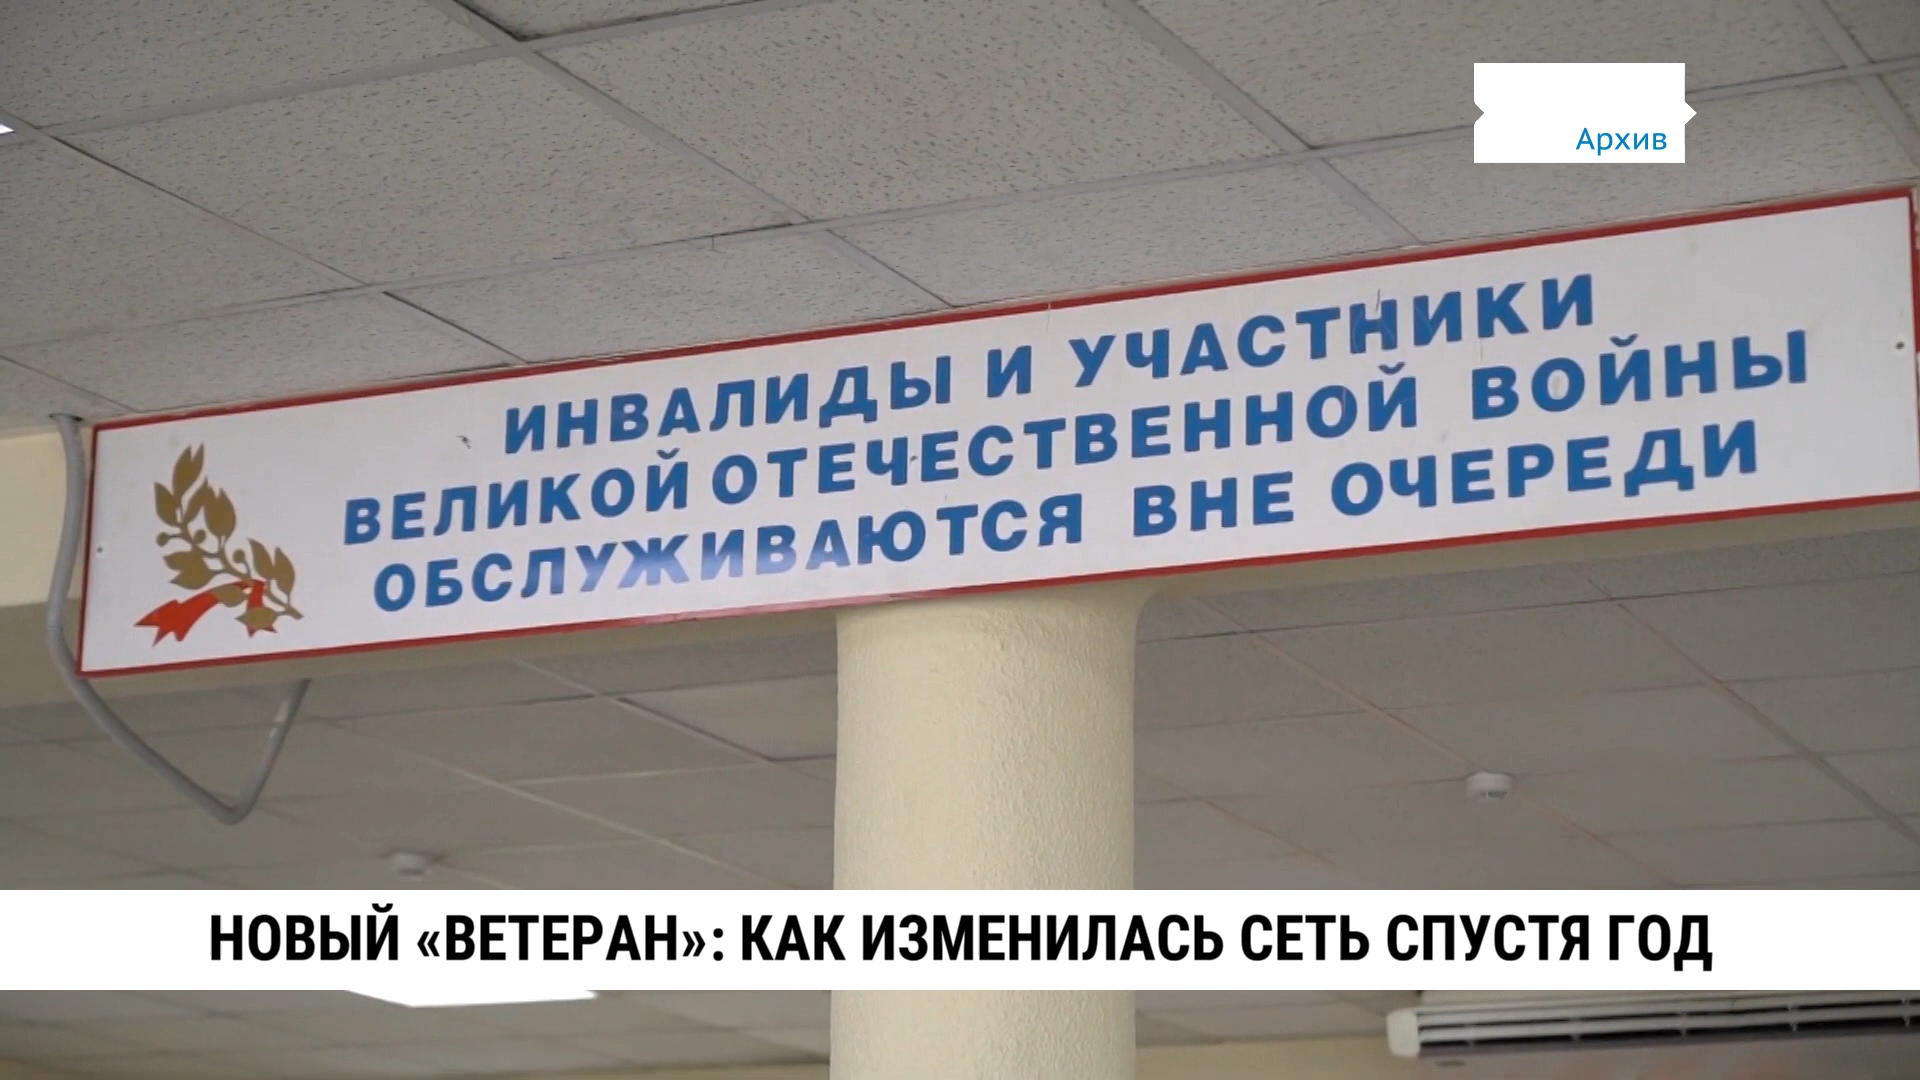 Архив
ИНВАЛИДЫ И УЧАСТНИКИ
ВЕЛИКОЙ ОТЕЧЕСТВЕННОЙ ВОЙНЫ
ОБСЛУЖИВАЮТСЯ ВНЕ ОЧЕРЕДИ
НОВЫЙ «ВЕТЕРАН»: КАК ИЗМЕНИЛАСЬ СЕТЬ СПУСТЯ ГОД